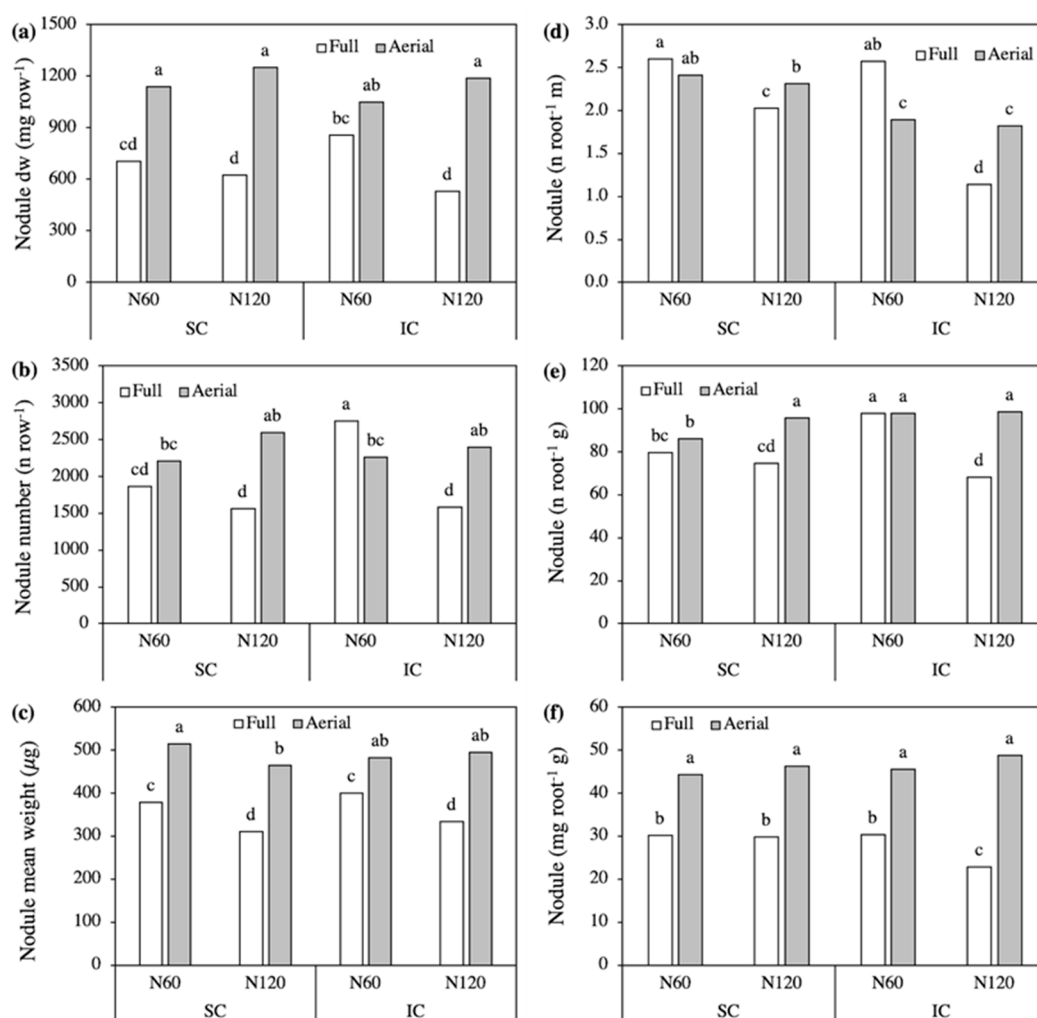 (a)
Nodule dw (mg row⁻¹)
1500
1200
900
600
300
0
Full
Aerial
cd a d a bc ab d a
N60 N120 N60 N120
SC IC
(d)
Nodule (n root⁻¹ m)
3.0
2.5
2.0
1.5
1.0
0.5
0.0
Full
Aerial
a ab c b ab c d c
N60 N120 N60 N120
SC IC
(b)
Nodule number (n row⁻¹)
3500
3000
2500
2000
1500
1000
500
0
Full Aerial
cd bc d ab a bc d ab
N60 N120 N60 N120
SC IC
(e)
Nodule (n root⁻¹ g)
120
100
80
60
40
20
0
Full Aerial
bc b cd a a a d a
N60 N120 N60 N120
SC IC
(c)
Nodule mean weight (μg)
600
500
400
300
200
100
0
Full Aerial
c a d b c ab d ab
N60 N120 N60 N120
SC IC
(f)
Nodule (mg root⁻¹ g)
60
50
40
30
20
10
0
Full Aerial
b a b a b a c a
N60 N120 N60 N120
SC IC